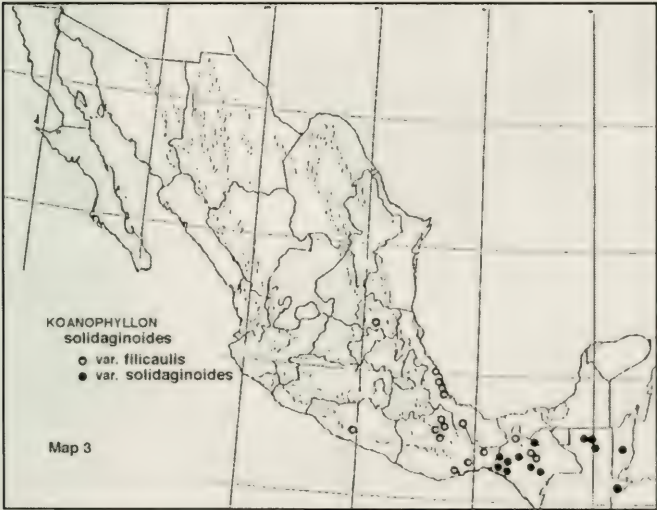 KOANOPHYLLON
solidaginoides
var. filicaulis
var. solidaginoides
Map 3